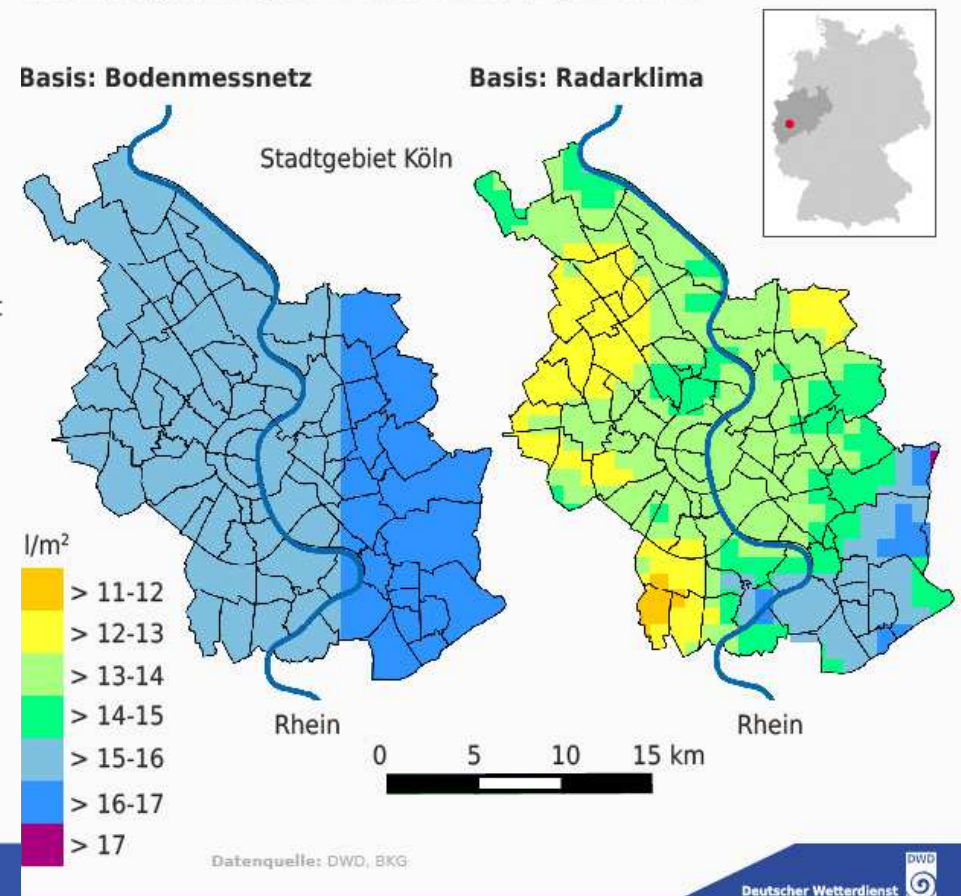 Basis: Bodenmessnetz
Basis: Radarklima
Stadtgebiet Köln
l/m²
> 11-12
> 12-13
> 13-14
> 14-15
> 15-16
> 16-17
> 17
Rhein
Rhein
0 5 10 15 km
Datenquelle: DWD, BKG
DWD
Deutscher Wetterdienst